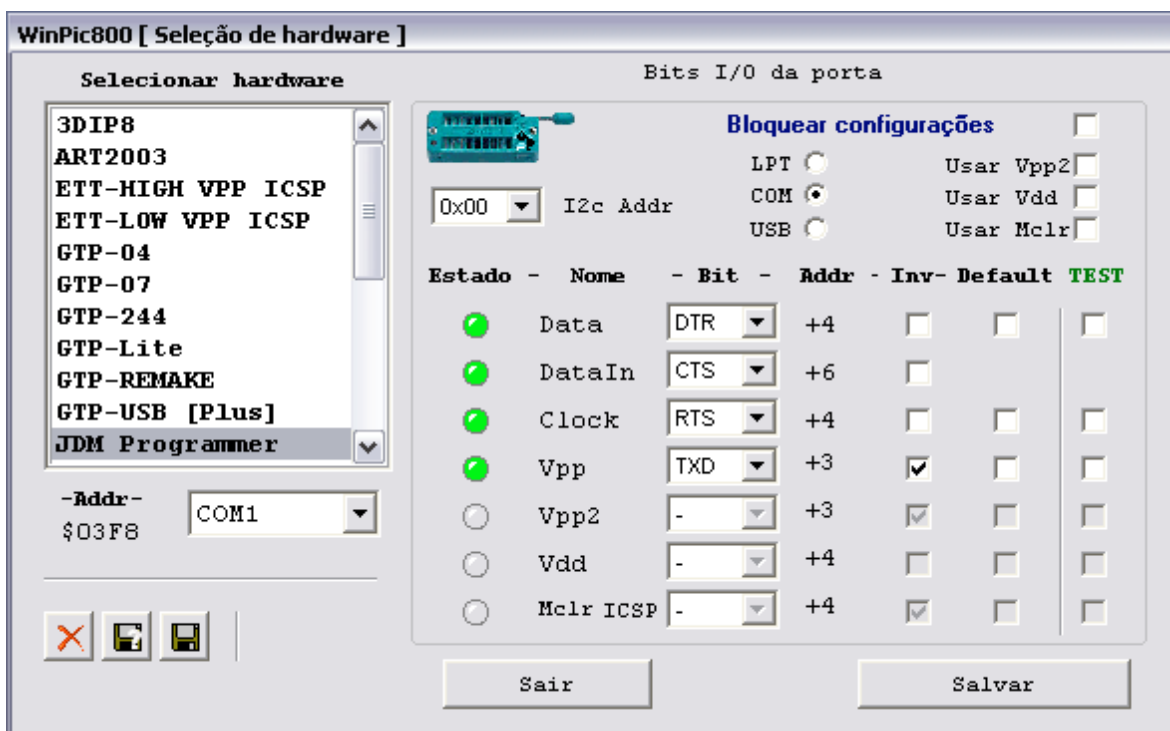 WinPic800 [ Seleção de hardware ]
Selecionar hardware
3DIP8
ART2003
ETT-HIGH VPP ICSP
ETT-LOW VPP ICSP
GTP-04
GTP-07
GTP-244
GTP-Lite
GTP-REMAKE
GTP-USB [Plus]
JDM Programmer
-Addr-
$03F8
COM1
Bits I/O da porta
Bloquear configurações
LPT Usar Vpp2
0x00 I2c Addr COM Usar Vdd
USB Usar Mclr
Estado - Nome - Bit - Addr - Inv- Default TEST
Data DTR +4
DataIn CTS +6
Clock RTS +4
Vpp TXD +3
Vpp2 - +3
Vdd - +4
Mclr ICSP - +4
Sair Salvar